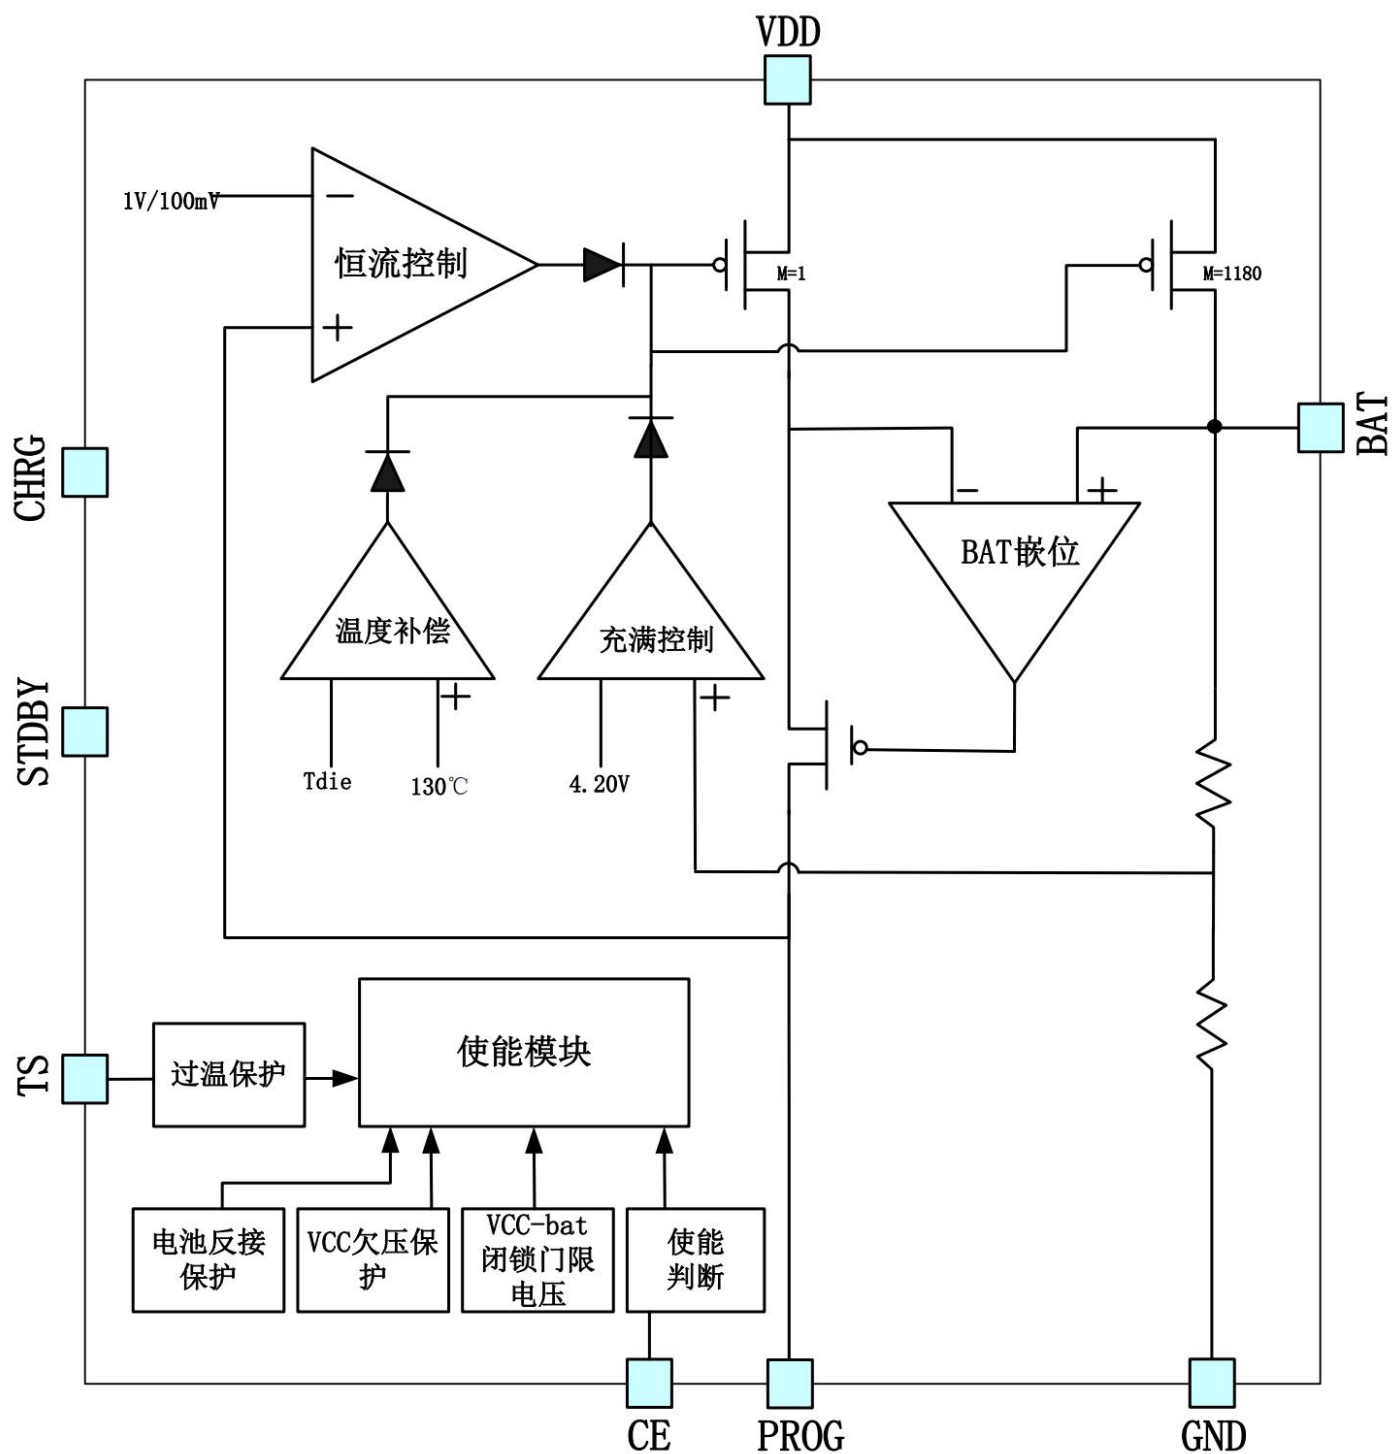 VDD
1V/100mV
−
恒流控制
+
M=1
M=1180
BAT
CHRG
−
+
BAT嵌位
温度补偿
充满控制
+
+
STDBY
Tdie
130℃
4.20V
TS
过温保护
使能模块
电池反接
保护
VCC欠压保
护
VCC-bat
闭锁门限
电压
使能
判断
CE
PROG
GND